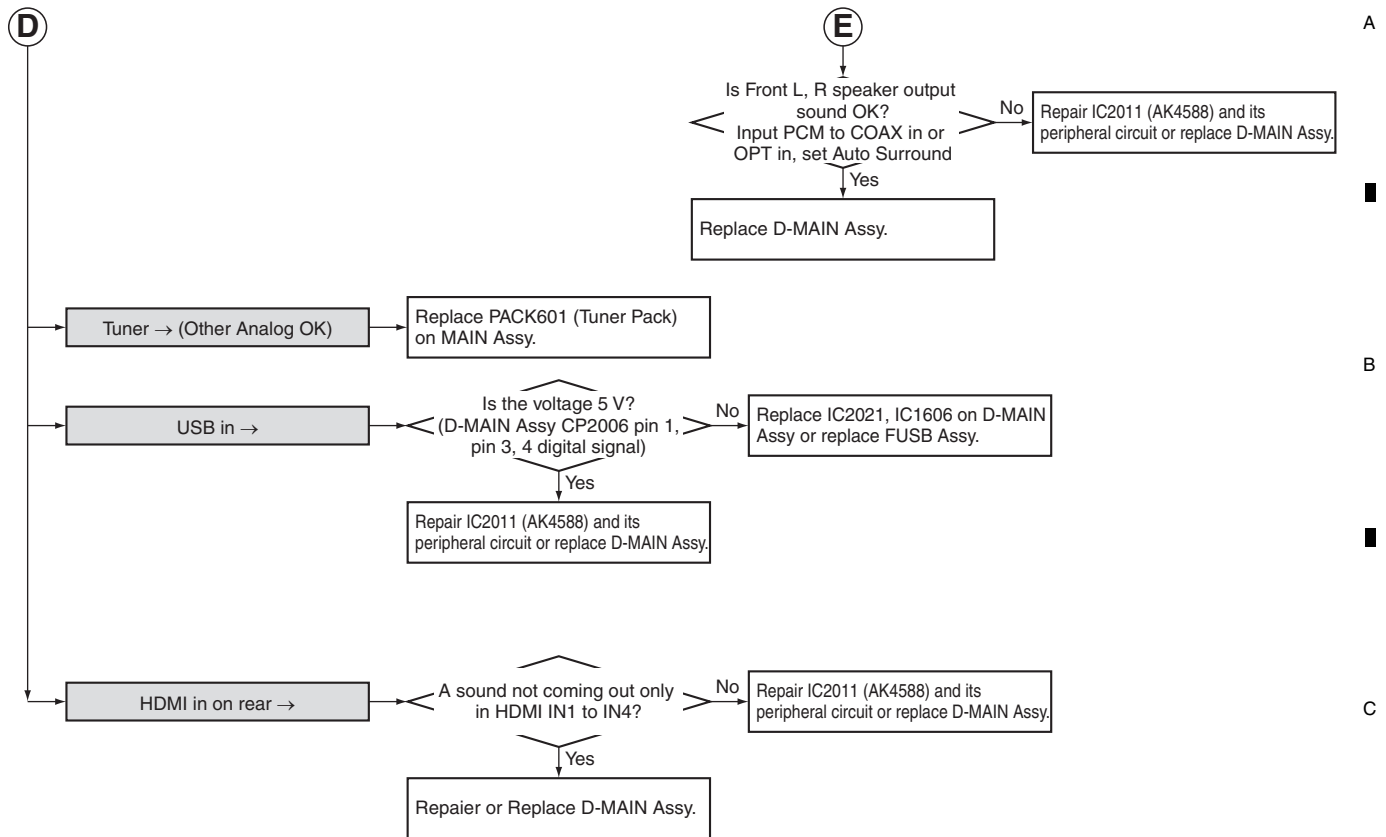 D
E
A
Is Front L, R speaker output
sound OK?
Input PCM to COAX in or
OPT in, set Auto Surround
No
Repair IC2011 (AK4588) and its
peripheral circuit or replace D-MAIN Assy.
Yes
Replace D-MAIN Assy.
Tuner → (Other Analog OK)
Replace PACK601 (Tuner Pack)
on MAIN Assy.
B
USB in →
Is the voltage 5 V?
(D-MAIN Assy CP2006 pin 1,
pin 3, 4 digital signal)
No
Replace IC2021, IC1606 on D-MAIN
Assy or replace FUSB Assy.
Yes
Repair IC2011 (AK4588) and its
peripheral circuit or replace D-MAIN Assy.
HDMI in on rear →
A sound not coming out only
in HDMI IN1 to IN4?
No
Repair IC2011 (AK4588) and its
peripheral circuit or replace D-MAIN Assy.
C
Yes
Repaier or Replace D-MAIN Assy.